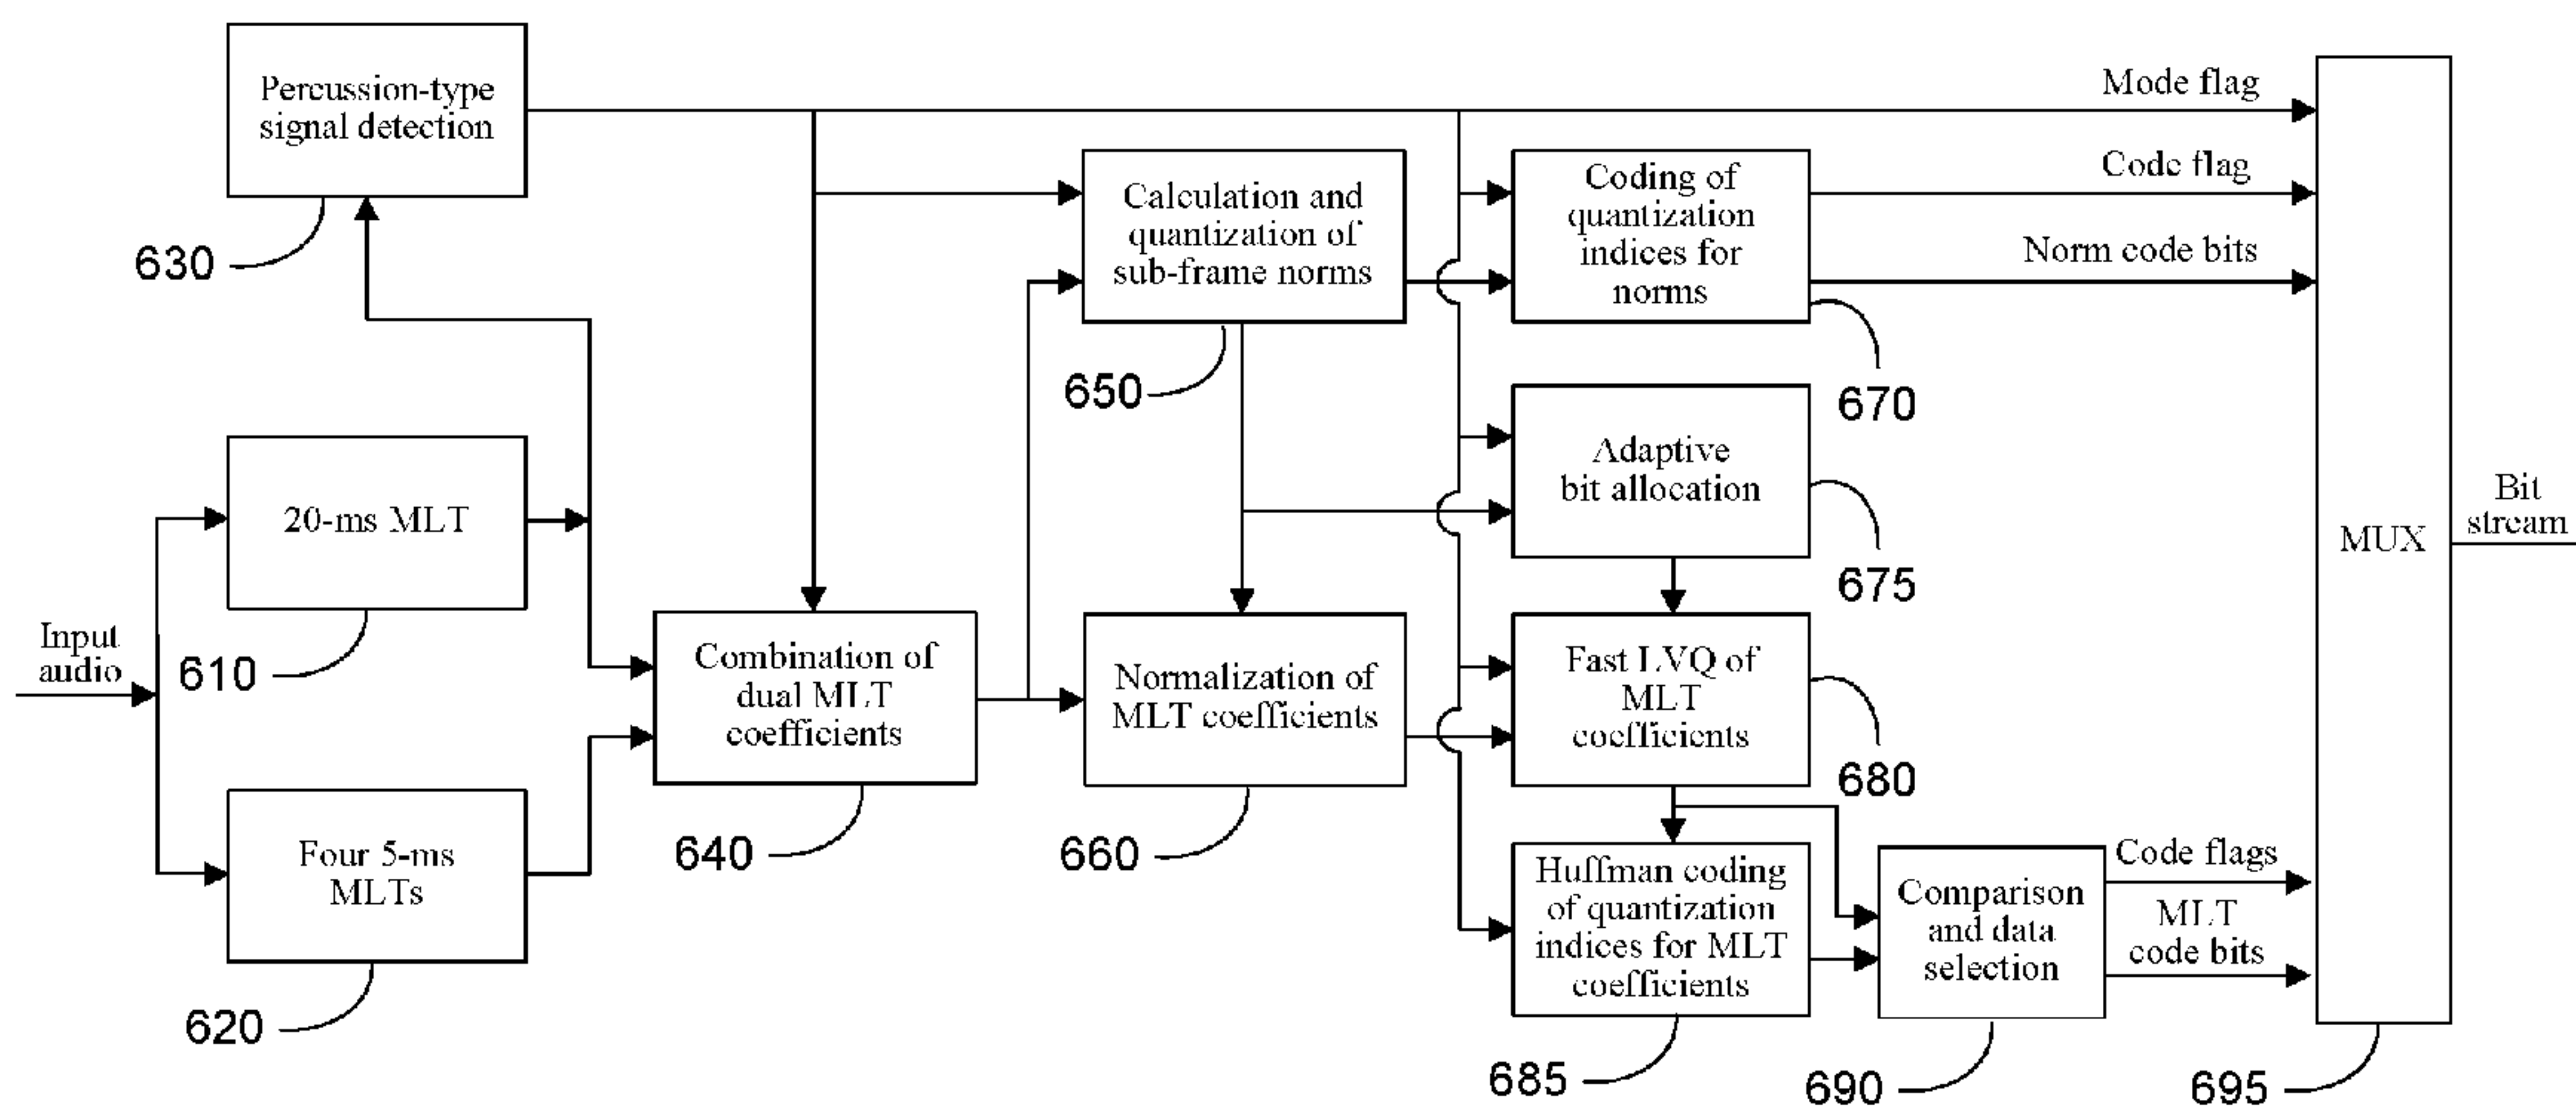 Percussion-type
signal detection
630
Mode flag
Calculation and
quantization of
sub-frame norms
650
Coding of
quantization
indices for
norms
670
Code flag
Norm code bits
Adaptive
bit allocation
675
20-ms MLT
610
Input
audio
Four 5-ms
MLTs
620
Combination of
dual MLT
coefficients
640
Normalization of
MLT coefficients
660
Fast LVQ of
MLT
coefficients
680
Huffman coding
of quantization
indices for MLT
coefficients
685
Comparison
and data
selection
690
Code flags
MLT
code bits
MUX
695
Bit
stream